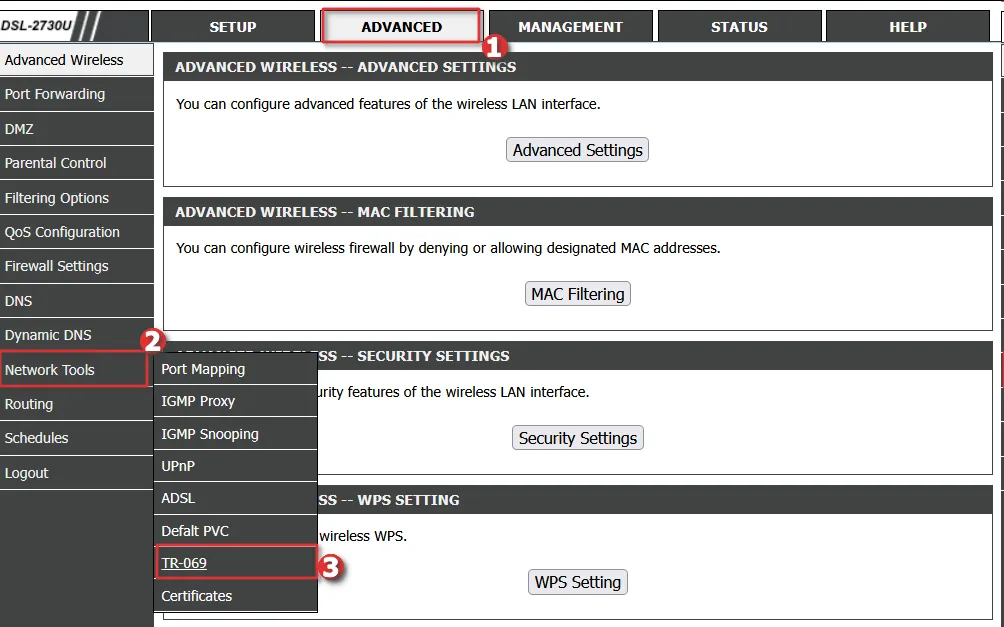 DSL-2730U
SETUP
ADVANCED
MANAGEMENT
STATUS
HELP
1
Advanced Wireless
Port Forwarding
DMZ
Parental Control
Filtering Options
QoS Configuration
Firewall Settings
DNS
Dynamic DNS
2
Network Tools
Routing
Schedules
Logout
Port Mapping
IGMP Proxy
IGMP Snooping
UPnP
ADSL
Defalt PVC
TR-069
3
Certificates
ADVANCED WIRELESS -- ADVANCED SETTINGS
You can configure advanced features of the wireless LAN interface.
Advanced Settings
ADVANCED WIRELESS -- MAC FILTERING
You can configure wireless firewall by denying or allowing designated MAC addresses.
MAC Filtering
SS -- SECURITY SETTINGS
urity features of the wireless LAN interface.
Security Settings
SS -- WPS SETTING
wireless WPS.
WPS Setting